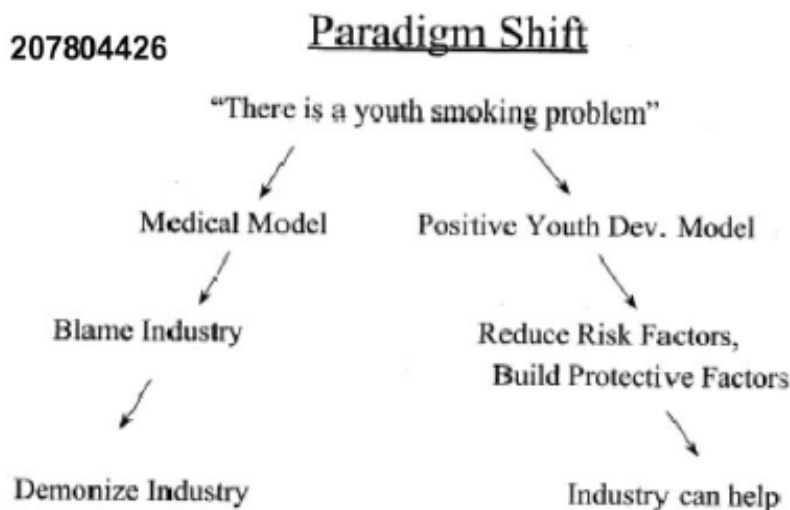 Paradigm Shift
207804426
“There is a youth smoking problem”
Medical Model
Positive Youth Dev. Model
Blame Industry
Reduce Risk Factors,
Build Protective Factors
Demonize Industry
Industry can help